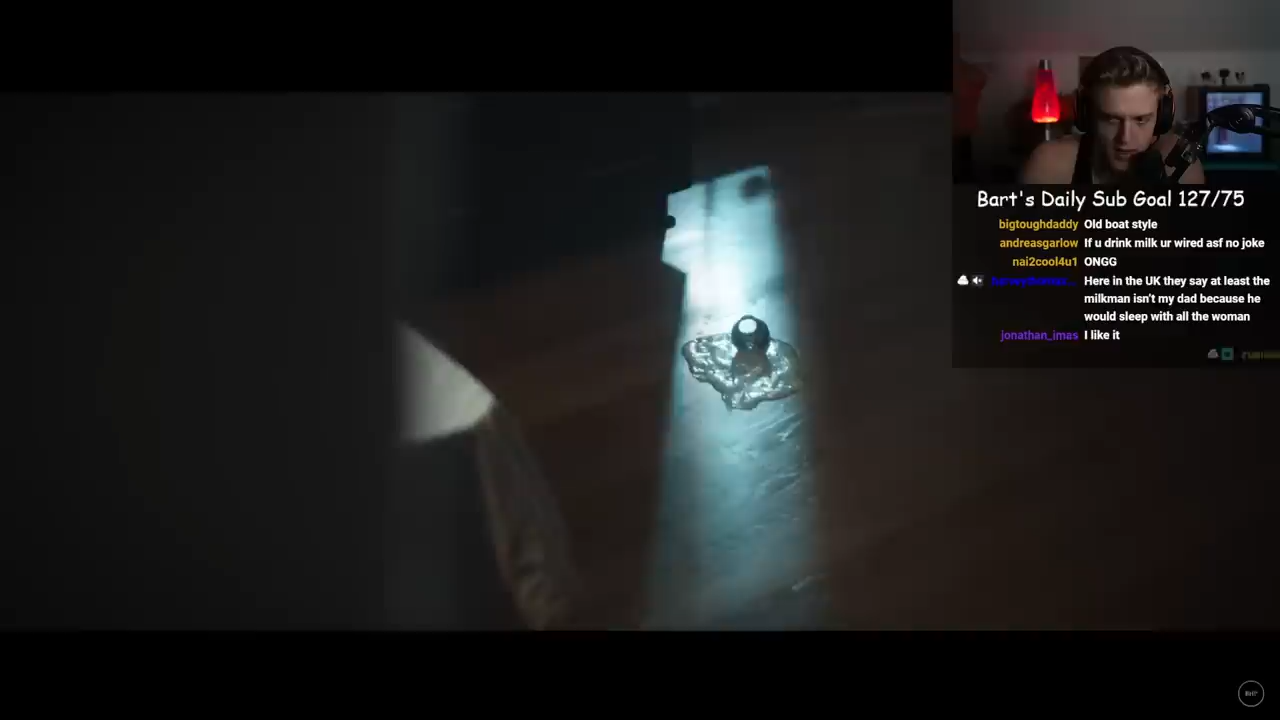 Bart's Daily Sub Goal 127/75
bigtoughdaddy Old boat style
andreasgarlow If u drink milk ur wired asf no joke
nai2cool4u1 ONGG
Here in the UK they say at least the
milkman isn't my dad because he
would sleep with all the woman
jonathan_imas I like it